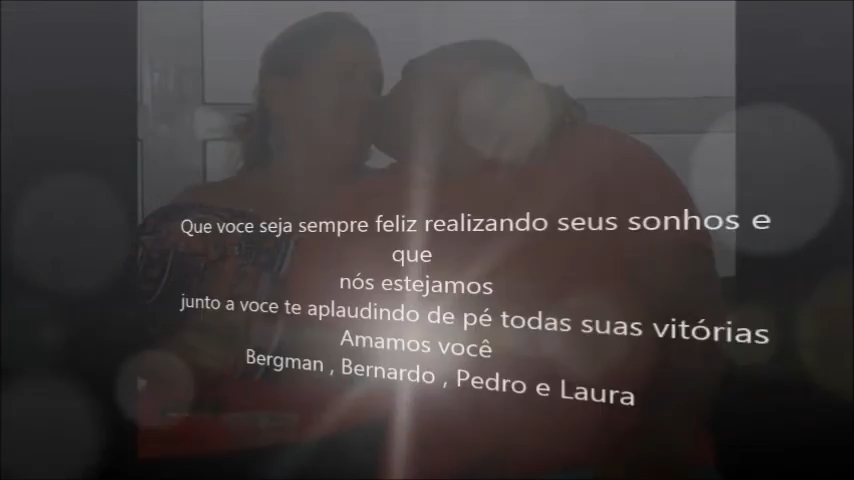 Que voce seja sempre feliz realizando seus sonhos e
que
nós estejamos
junto a voce te aplaudindo de pé todas suas vitórias
Amamos você
Bergman , Bernardo , Pedro e Laura